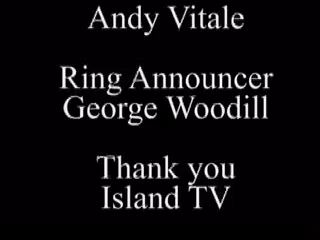 Andy Vitale
Ring Announcer
George Woodill
Thank you
Island TV